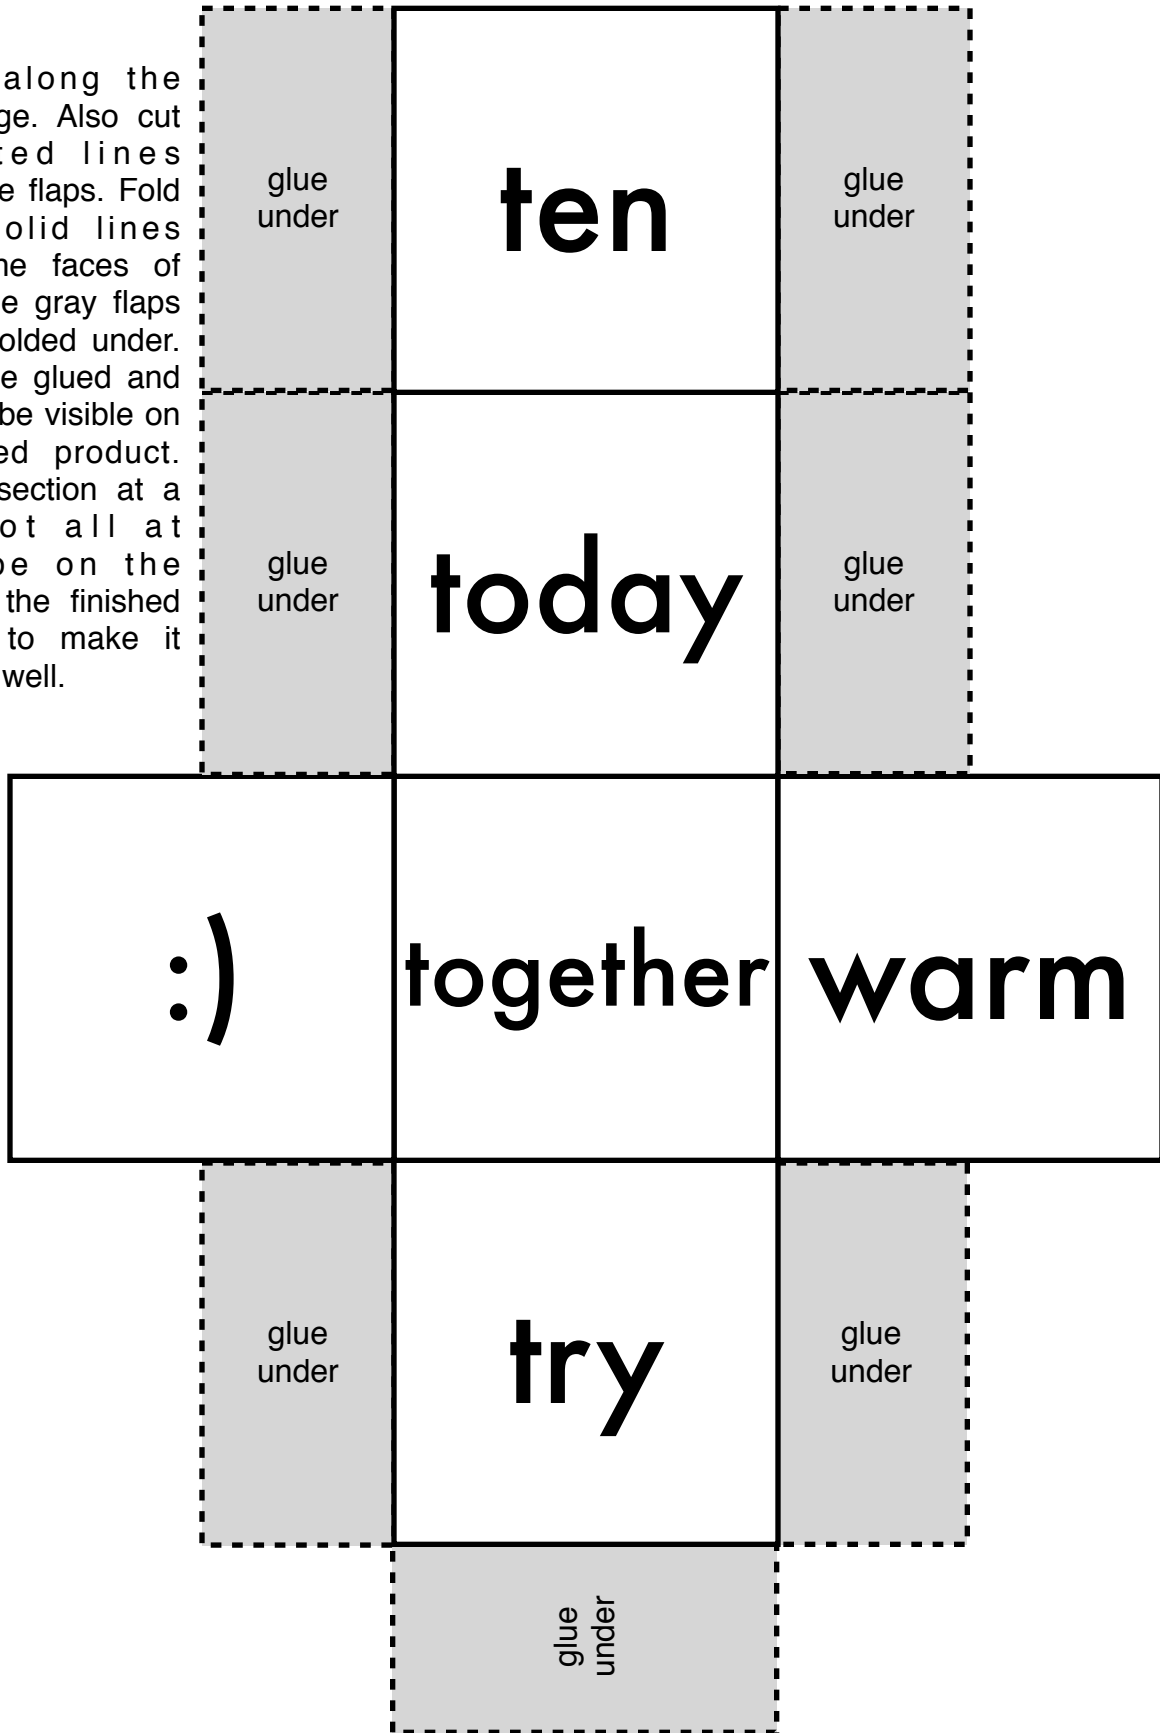 along the
ge. Also cut
ted lines
e flaps. Fold
olid lines
he faces of
e gray flaps
olded under.
e glued and
be visible on
ed product.
section at a
ot all at
pe on the
the finished
to make it
well.
glue
under
ten
glue
under
glue
under
today
glue
under
:)
together
warm
glue
under
try
glue
under
glue
under